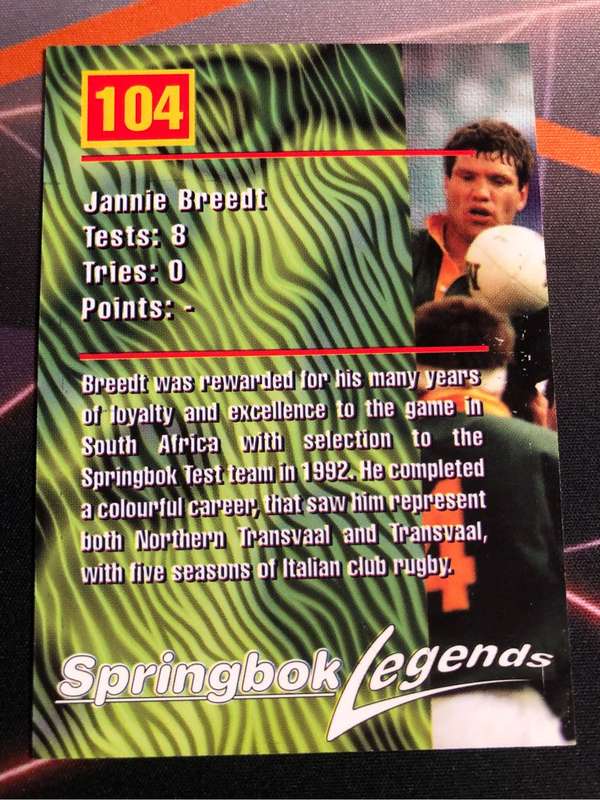 104
Jannie Breedt
Tests: 8
Tries: 0
Points: -
Breedt was rewarded for his many years
of loyalty and excellence to the game in
South Africa with selection to the
Springbok Test team in 1992. He completed
a colourful career, that saw him represent
both Northern Transvaal and Transvaal,
with five seasons of Italian club rugby.
4
Springbok Legends